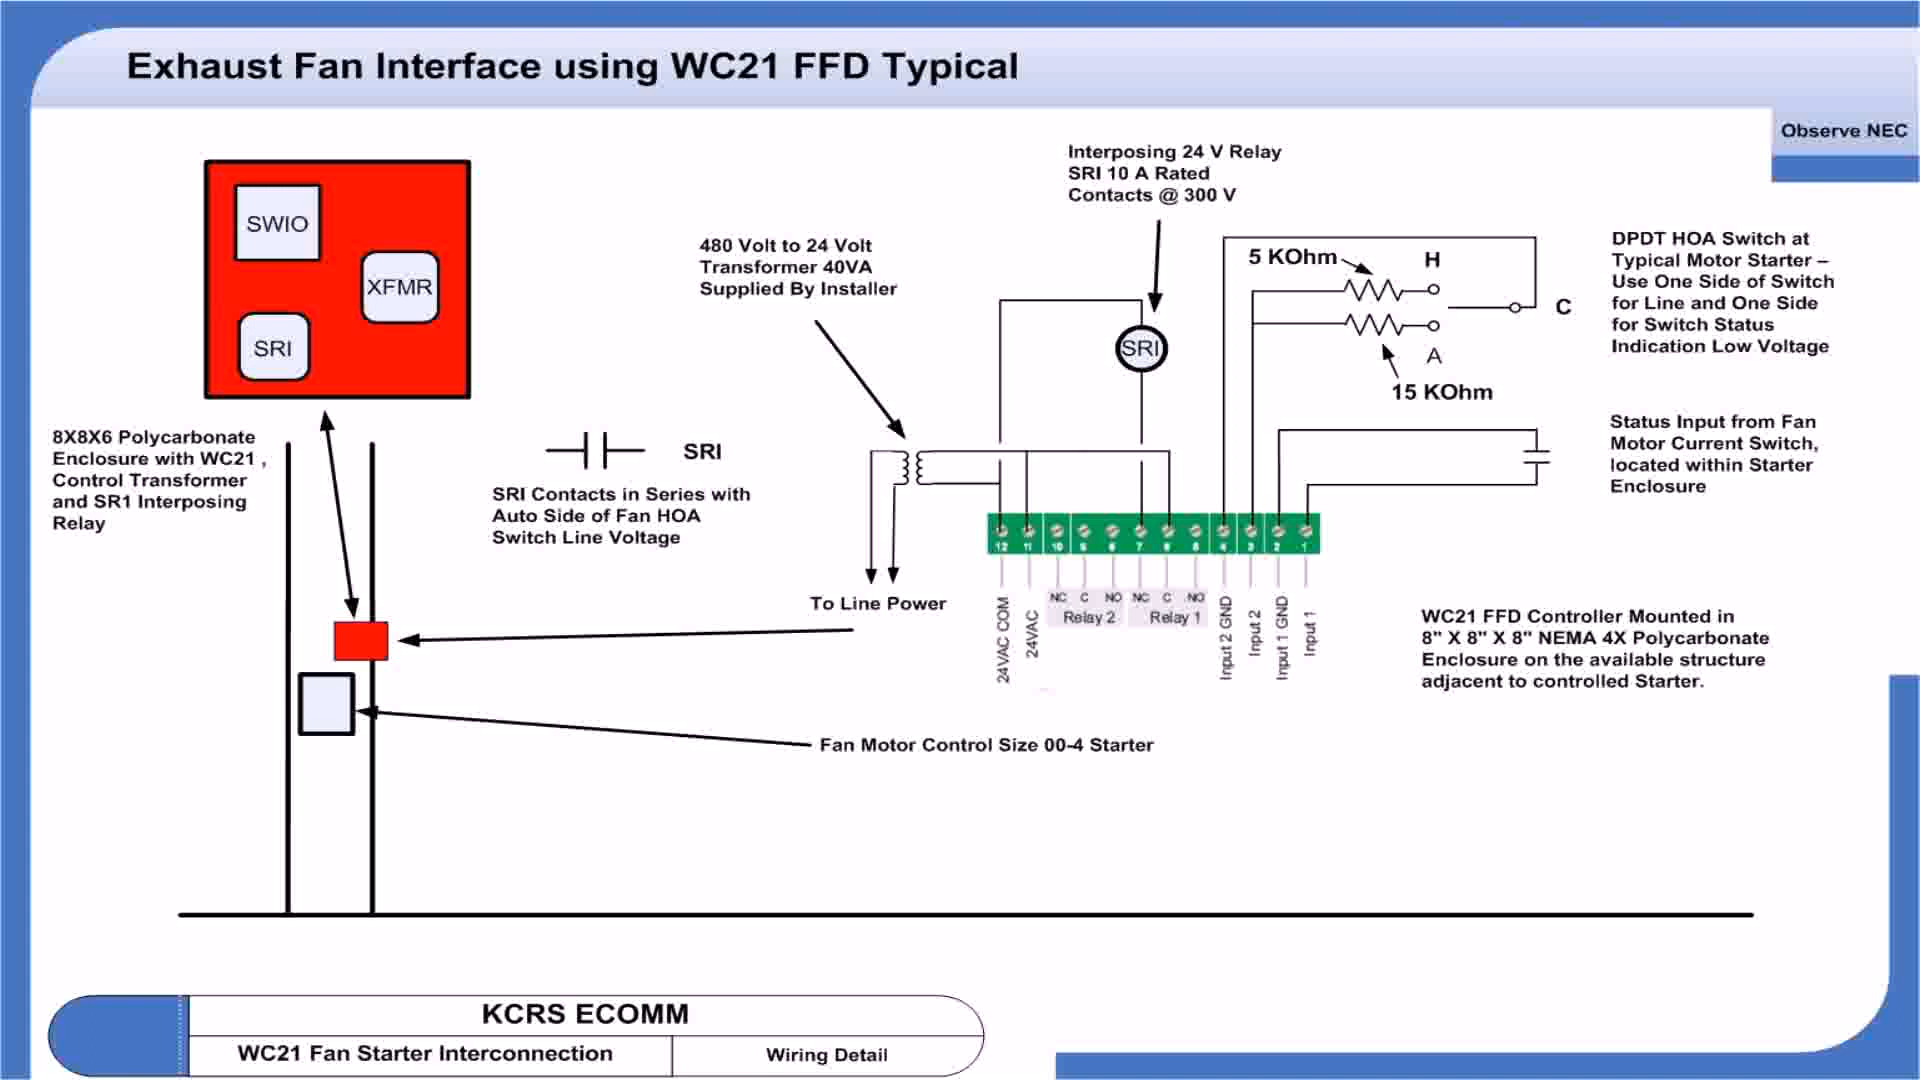 Exhaust Fan Interface using WC21 FFD Typical
Observe NEC
SWIO
XFMR
SRI
8X8X6 Polycarbonate
Enclosure with WC21 ,
Control Transformer
and SR1 Interposing
Relay
SRI
SRI Contacts in Series with
Auto Side of Fan HOA
Switch Line Voltage
480 Volt to 24 Volt
Transformer 40VA
Supplied By Installer
To Line Power
Fan Motor Control Size 00-4 Starter
Interposing 24 V Relay
SRI 10 A Rated
Contacts @ 300 V
SRI
5 KOhm
H
C
A
15 KOhm
DPDT HOA Switch at
Typical Motor Starter –
Use One Side of Switch
for Line and One Side
for Switch Status
Indication Low Voltage
Status Input from Fan
Motor Current Switch,
located within Starter
Enclosure
12 11 10 7 4 3 2 1
NC C NO NC C NO
Relay 2 Relay 1
24VAC COM
24VAC
Input 2 GND
Input 2
Input 1 GND
Input 1
WC21 FFD Controller Mounted in
8" X 8" X 8" NEMA 4X Polycarbonate
Enclosure on the available structure
adjacent to controlled Starter.
KCRS ECOMM
WC21 Fan Starter Interconnection
Wiring Detail